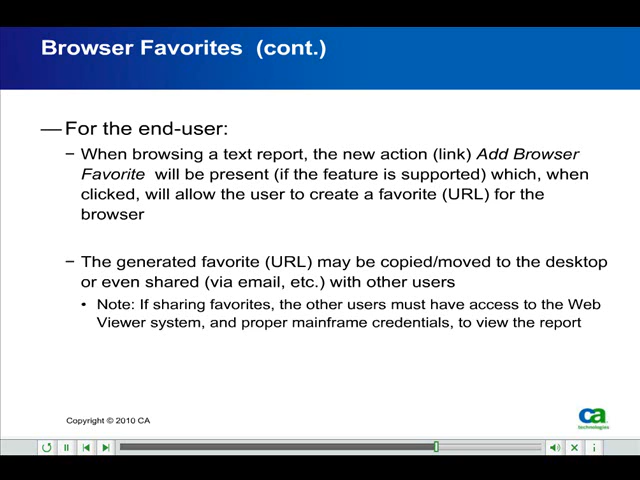 Browser Favorites (cont.)
— For the end-user:
– When browsing a text report, the new action (link) Add Browser
Favorite will be present (if the feature is supported) which, when
clicked, will allow the user to create a favorite (URL) for the
browser
– The generated favorite (URL) may be copied/moved to the desktop
or even shared (via email, etc.) with other users
• Note: If sharing favorites, the other users must have access to the Web
Viewer system, and proper mainframe credentials, to view the report
Copyright © 2010 CA
ca
technologies